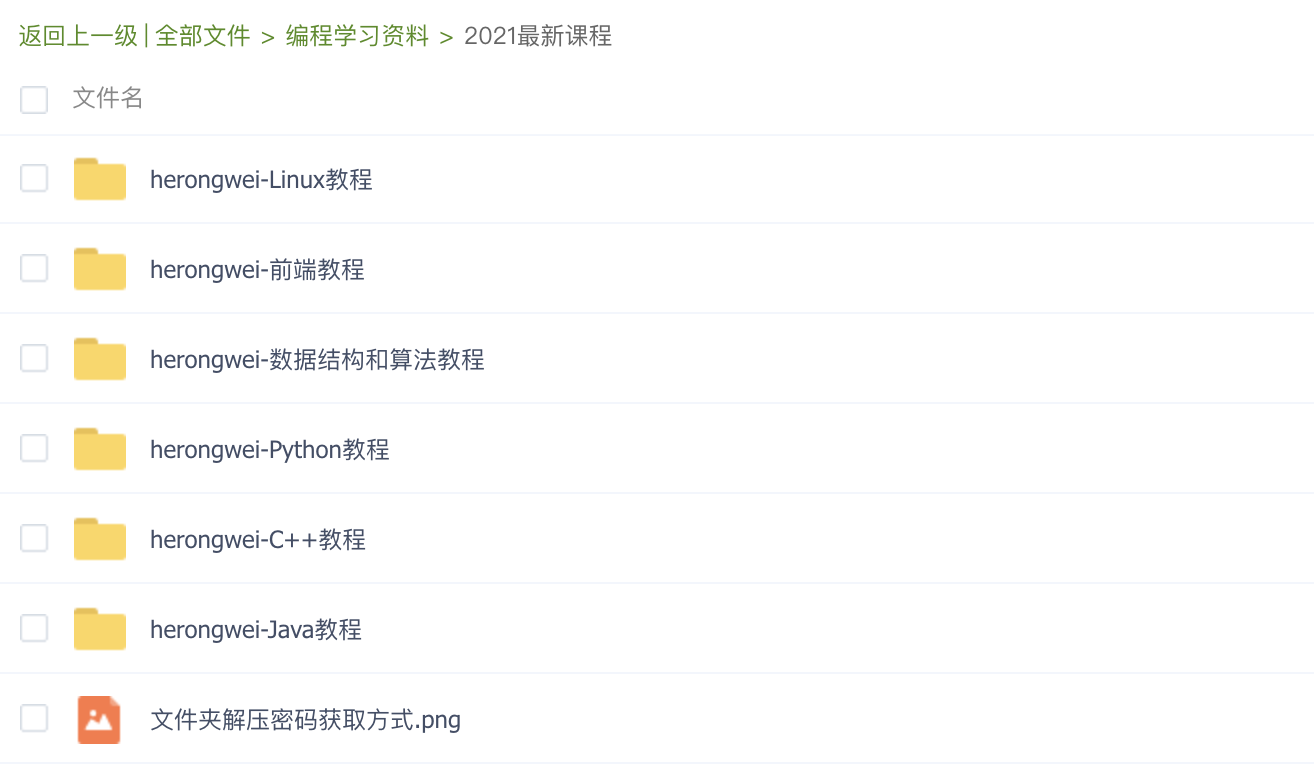 返回上一级 | 全部文件 > 编程学习资料 > 2021最新课程
文件名
herongwei-Linux教程
herongwei-前端教程
herongwei-数据结构和算法教程
herongwei-Python教程
herongwei-C++教程
herongwei-Java教程
文件夹解压密码获取方式.png